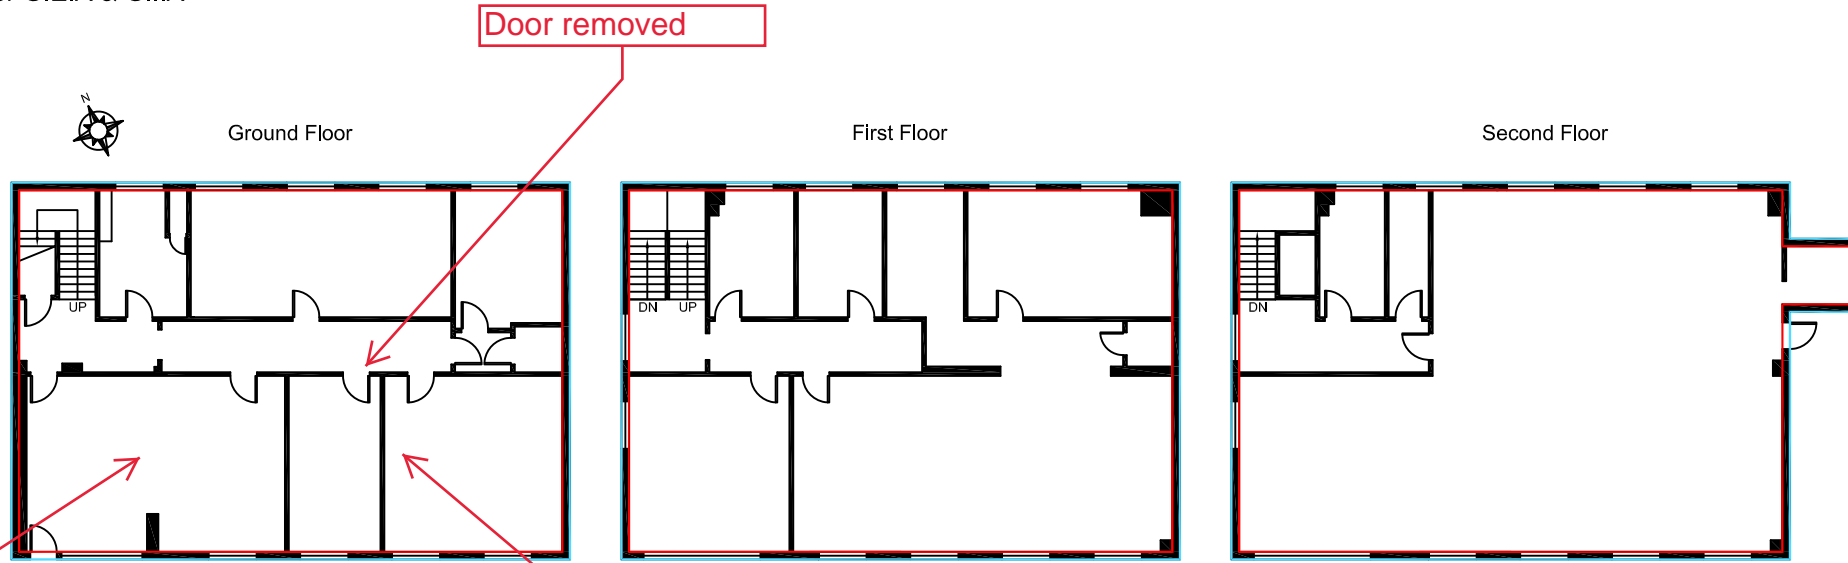 Door removed
N
Ground Floor
First Floor
Second Floor
UP
DN UP
DN